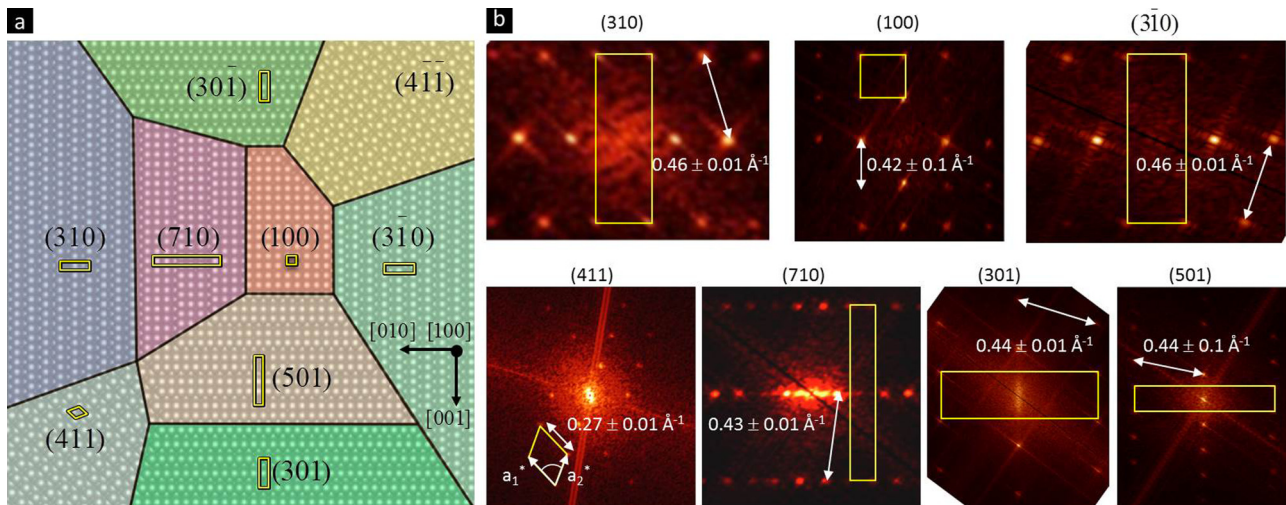 a
(301̅)
(41̅1̅)
(310)
(710)
(100)
(31̅0)
[010]
[100]
[001]
(501)
(411)
(301)
b
(310)
(100)
(31̅0)
0.46 ± 0.01 Å⁻¹
0.42 ± 0.1 Å⁻¹
0.46 ± 0.01 Å⁻¹
(411)
(710)
(301)
(501)
0.27 ± 0.01 Å⁻¹
0.43 ± 0.01 Å⁻¹
0.44 ± 0.01 Å⁻¹
0.44 ± 0.1 Å⁻¹
a₁*
a₂*